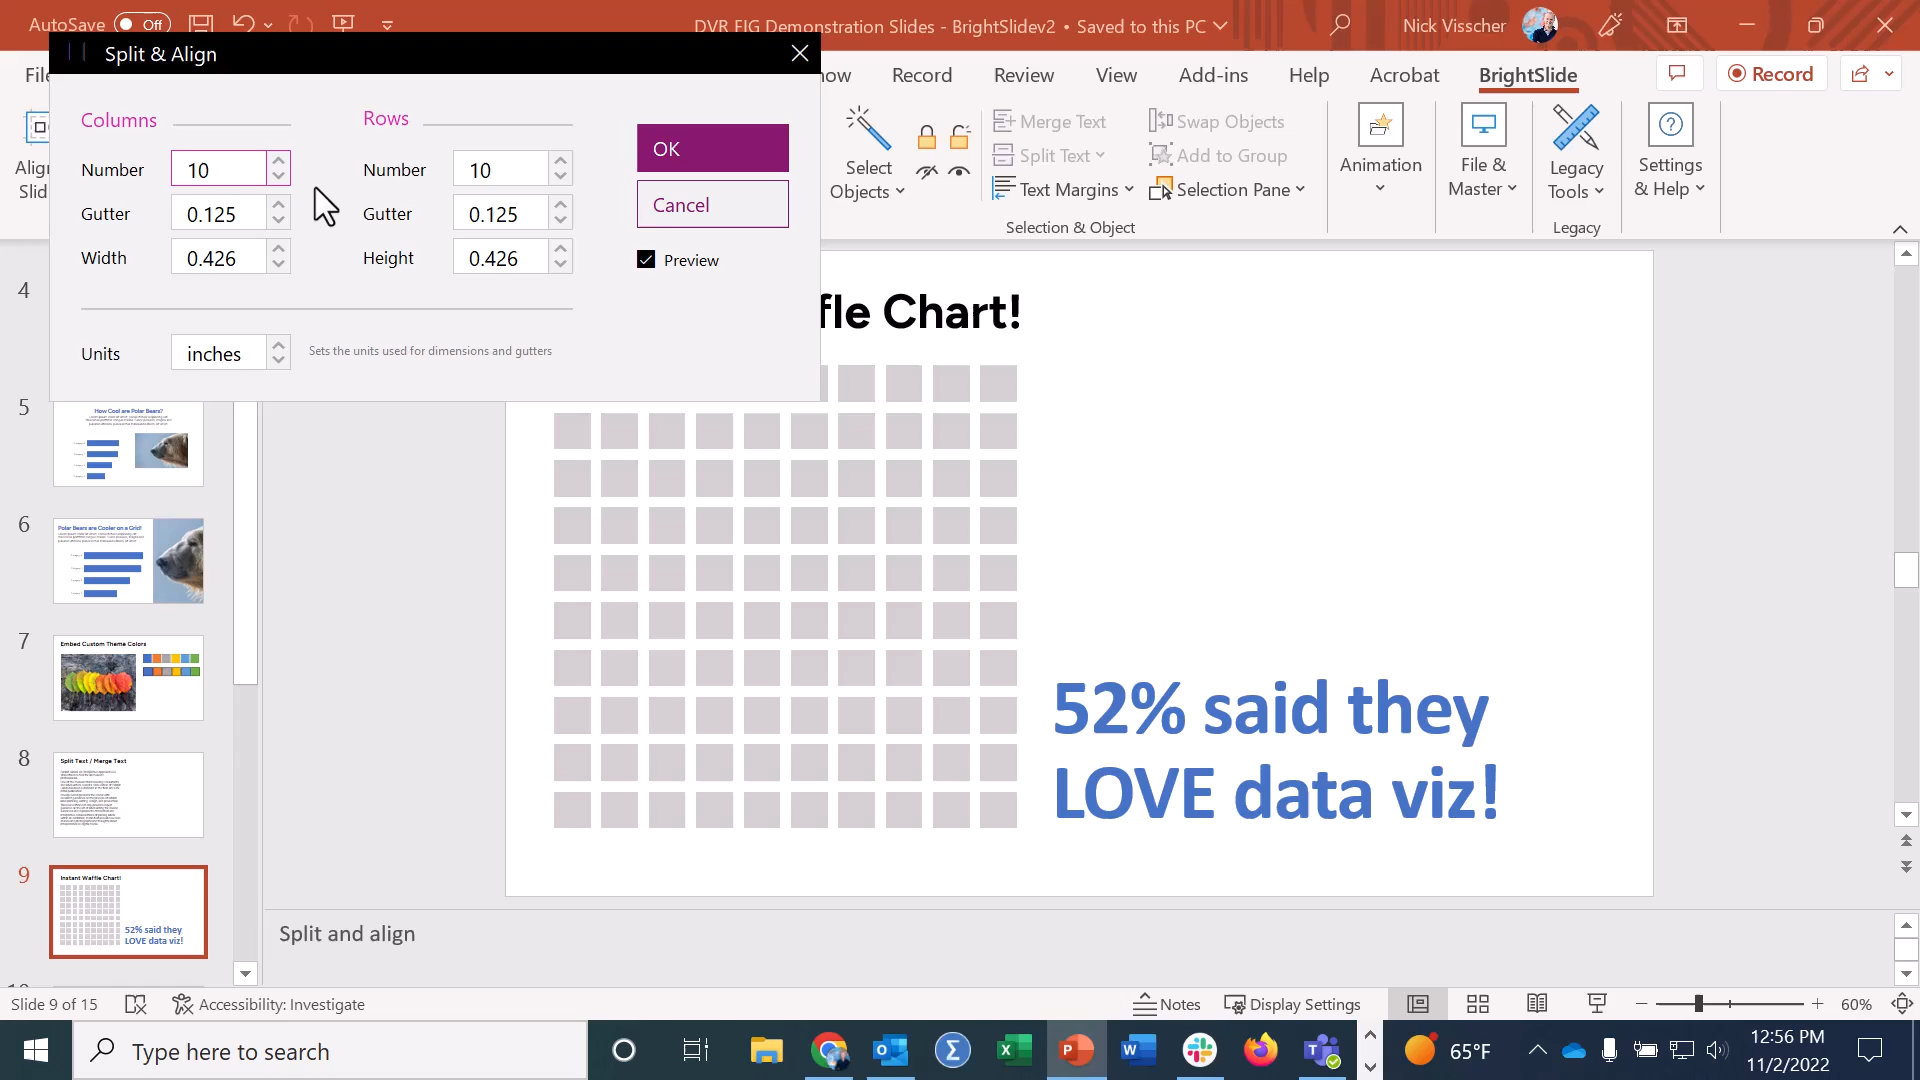 AutoSave Off
DVR FIG Demonstration Slides - BrightSlidev2 • Saved to this PC
Nick Visscher
Split & Align
File
Record
Review
View
Add-ins
Help
Acrobat
BrightSlide
Record
Columns
Rows
Number 10
Number 10
Gutter 0.125
Gutter 0.125
Width 0.426
Height 0.426
OK
Cancel
Preview
Units inches
Sets the units used for dimensions and gutters
Select
Objects
Merge Text
Split Text
Text Margins
Swap Objects
Add to Group
Selection Pane
Selection & Object
Animation
File &
Master
Legacy
Tools
Legacy
Settings
& Help
fle Chart!
52% said they
LOVE data viz!
4
5
How Cool are Polar Bears?
6
Polar Bears are Cooler on a Grid!
7
Embed Custom Theme Colors
8
Split Text / Merge Text
9
Instant Waffle Chart!
52% said they
LOVE data viz!
Split and align
Slide 9 of 15
Accessibility: Investigate
Notes
Display Settings
60%
Type here to search
65°F
12:56 PM
11/2/2022